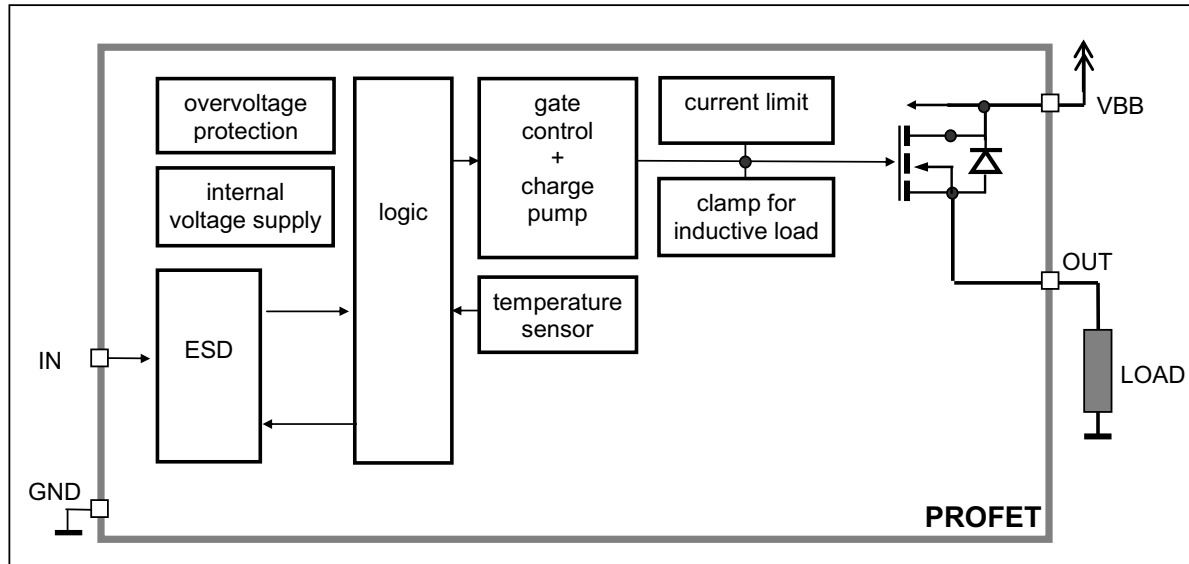 overvoltage
protection
internal
voltage supply
ESD
logic
gate
control
+
charge
pump
temperature
sensor
current limit
clamp for
inductive load
VBB
OUT
LOAD
IN
GND
PROFET